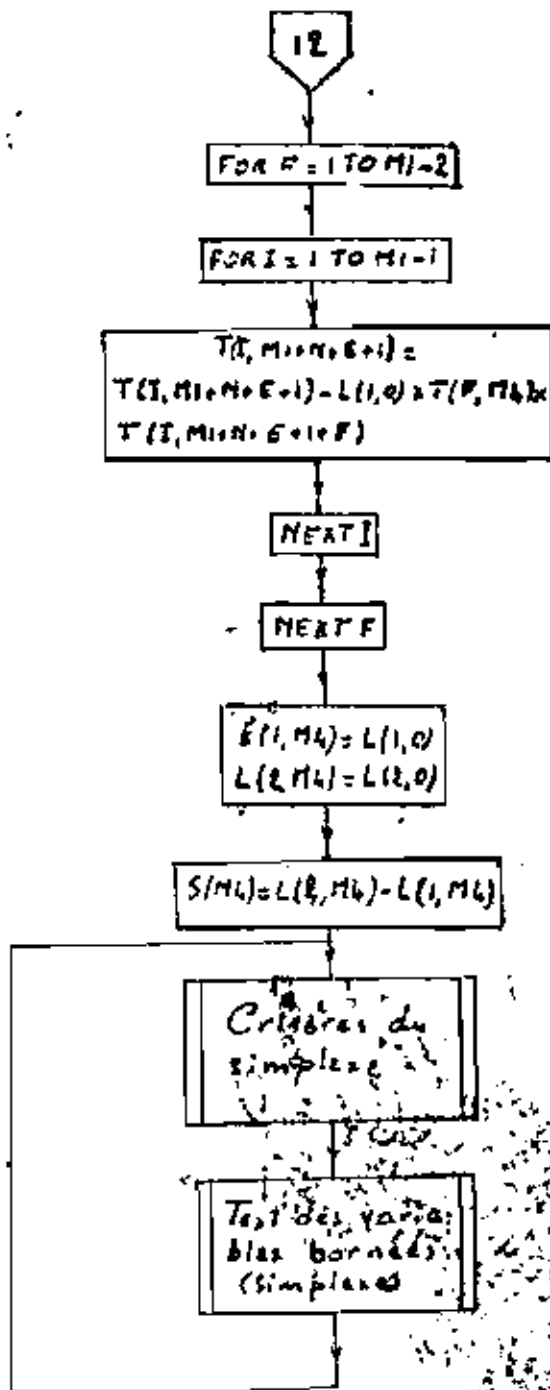 12
FOR F = 1 TO M1-2
FOR I = 1 TO M1-1
T(I, M1+N+E+1) =
T(I, M1+N+E+1) - L(1,0) x T(F, M4) x
T(I, M1+N+E+1+F)
NEXT I
NEXT F
L(1, M4) = L(1,0)
L(2, M4) = L(2,0)
S(M4) = L(2, M4) - L(1, M4)
Critères du
simplexe
Test des varia
bles bornées
(simplexe)